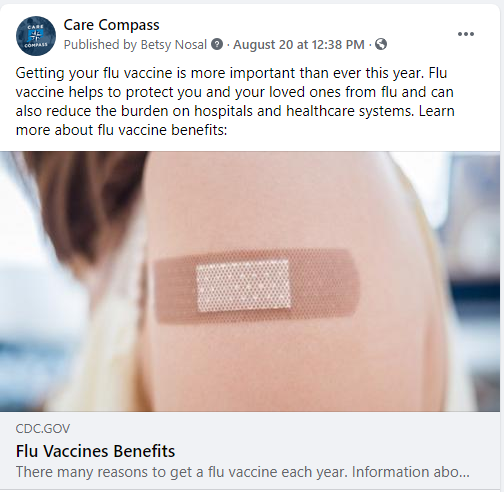 CARE
COMPASS
Care Compass
Published by Betsy Nosal · August 20 at 12:38 PM ·
Getting your flu vaccine is more important than ever this year. Flu
vaccine helps to protect you and your loved ones from flu and can
also reduce the burden on hospitals and healthcare systems. Learn
more about flu vaccine benefits:
CDC.GOV
Flu Vaccines Benefits
There many reasons to get a flu vaccine each year. Information abo...